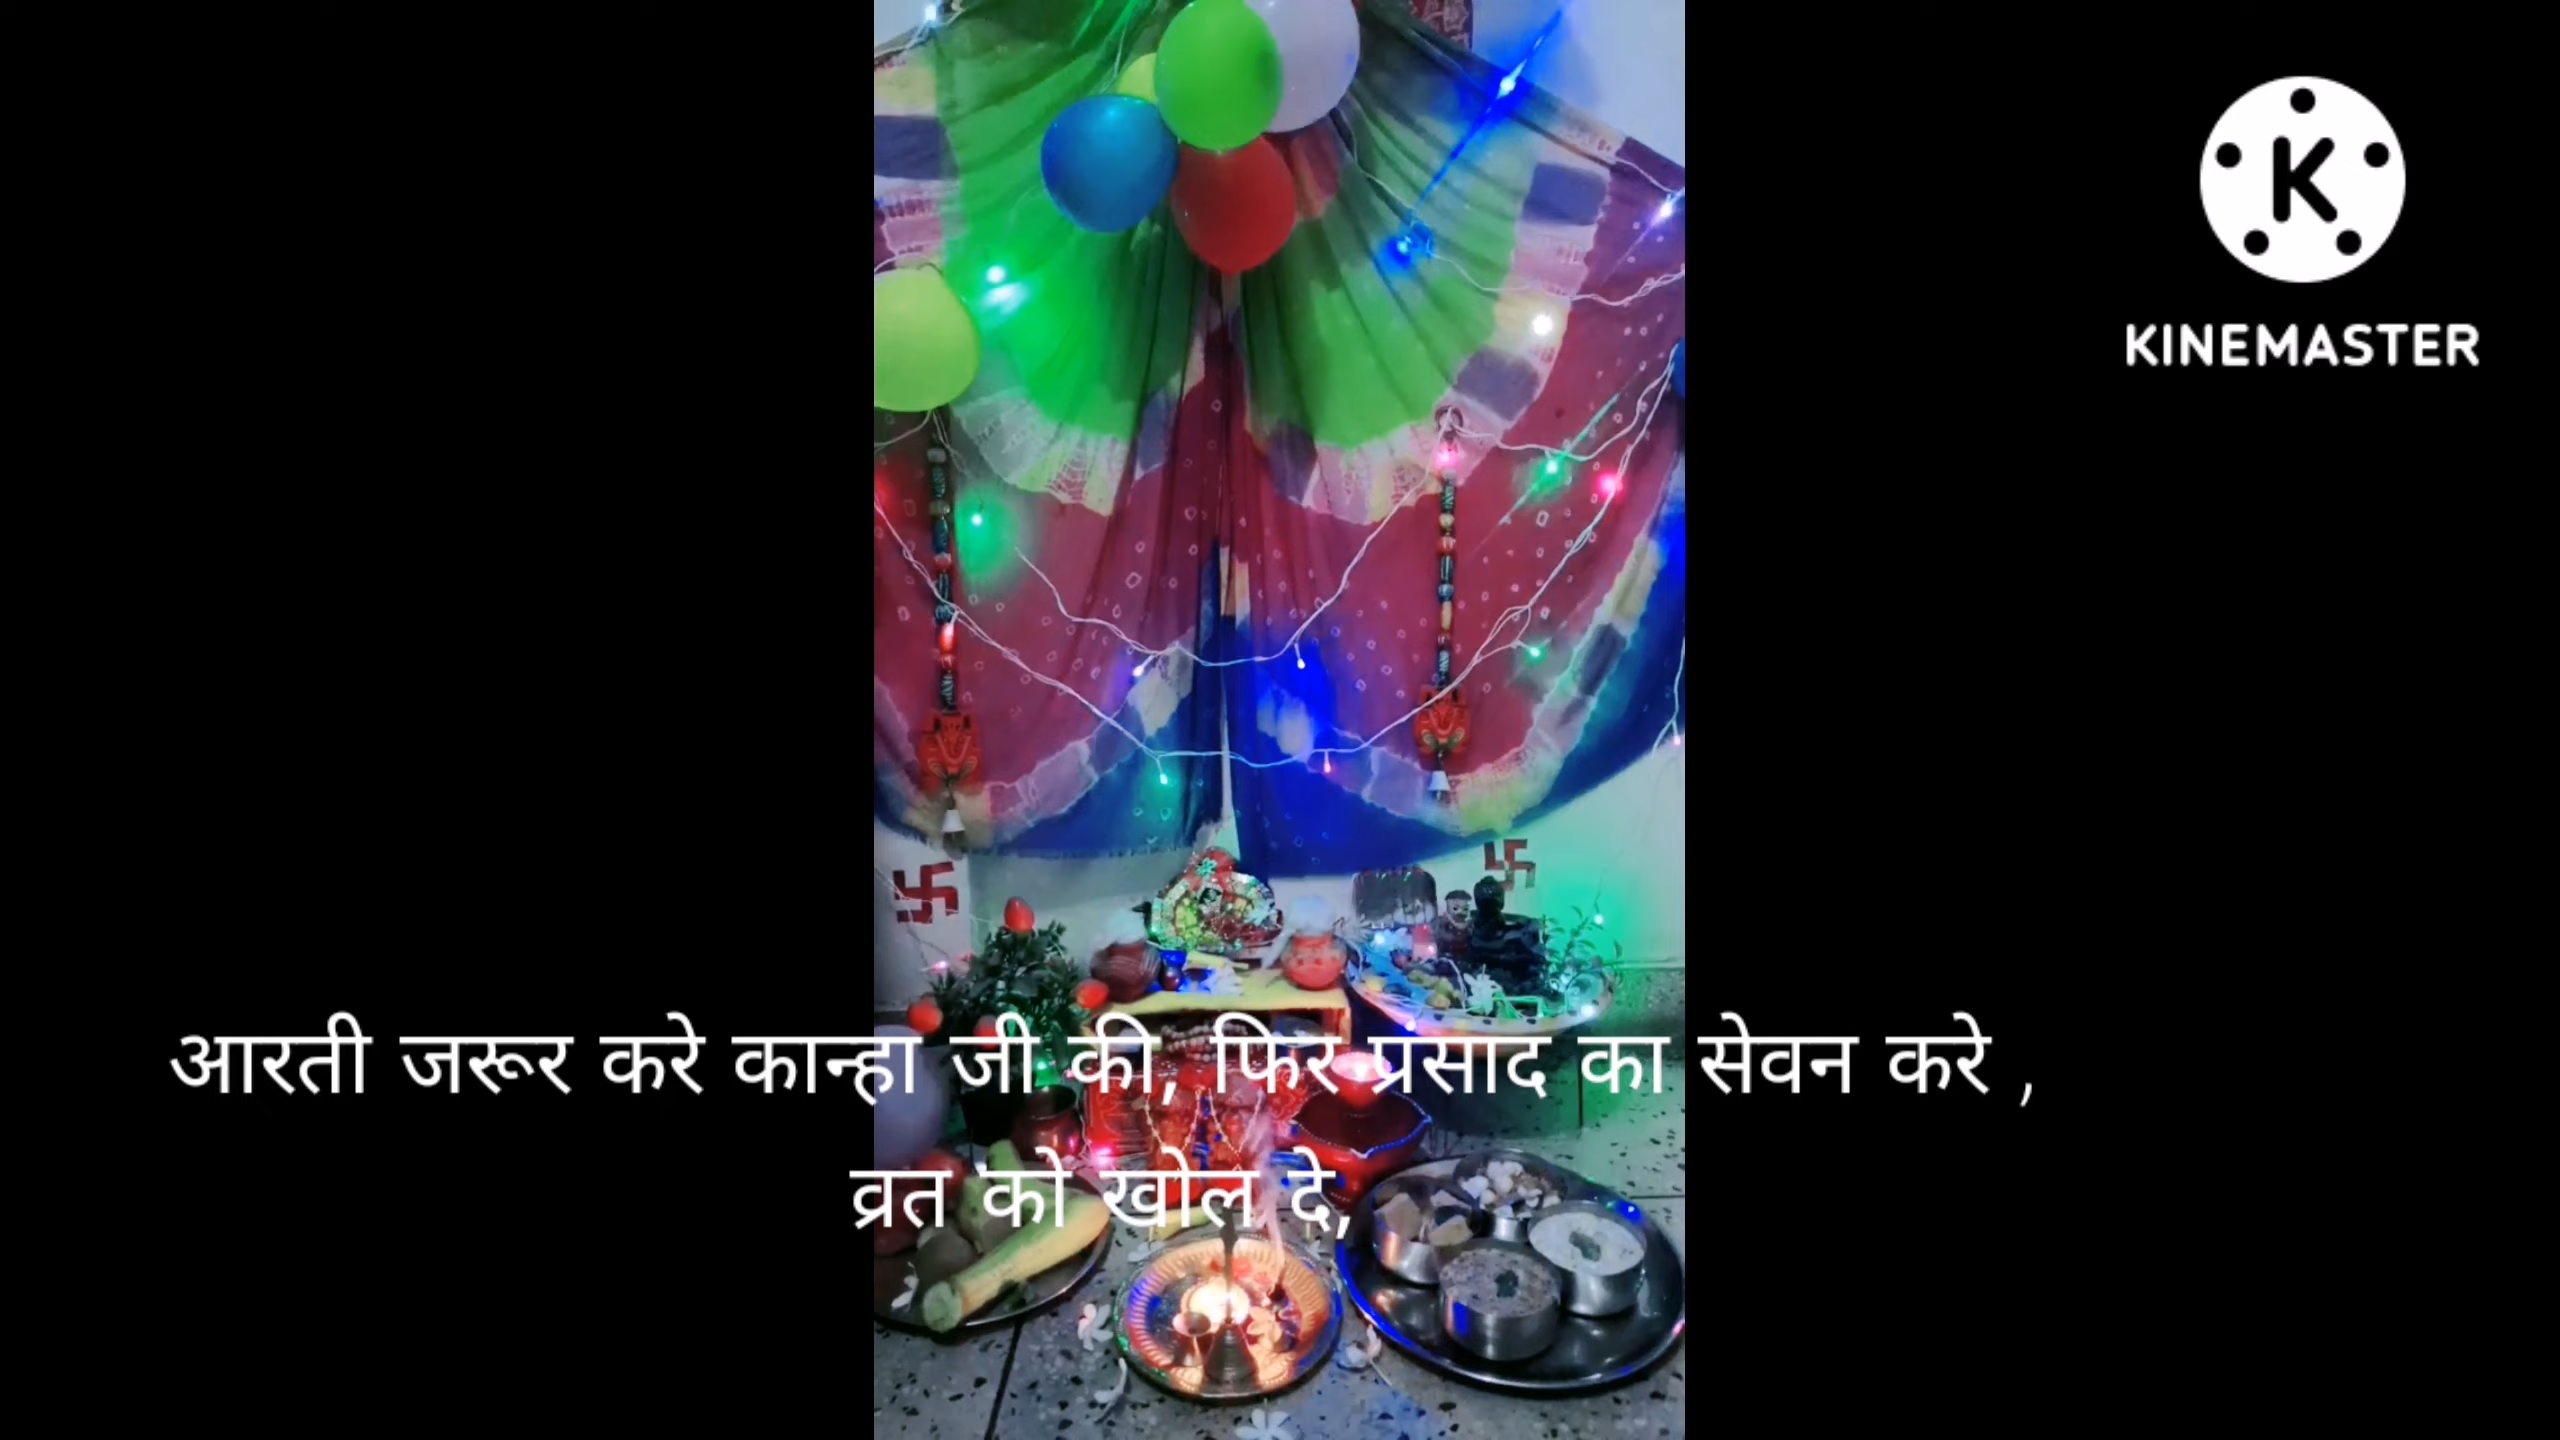 K
KINEMASTER
आरती जरूर करे कान्हा जी की, फिर प्रसाद का सेवन करे ,
व्रत को खोल दे,